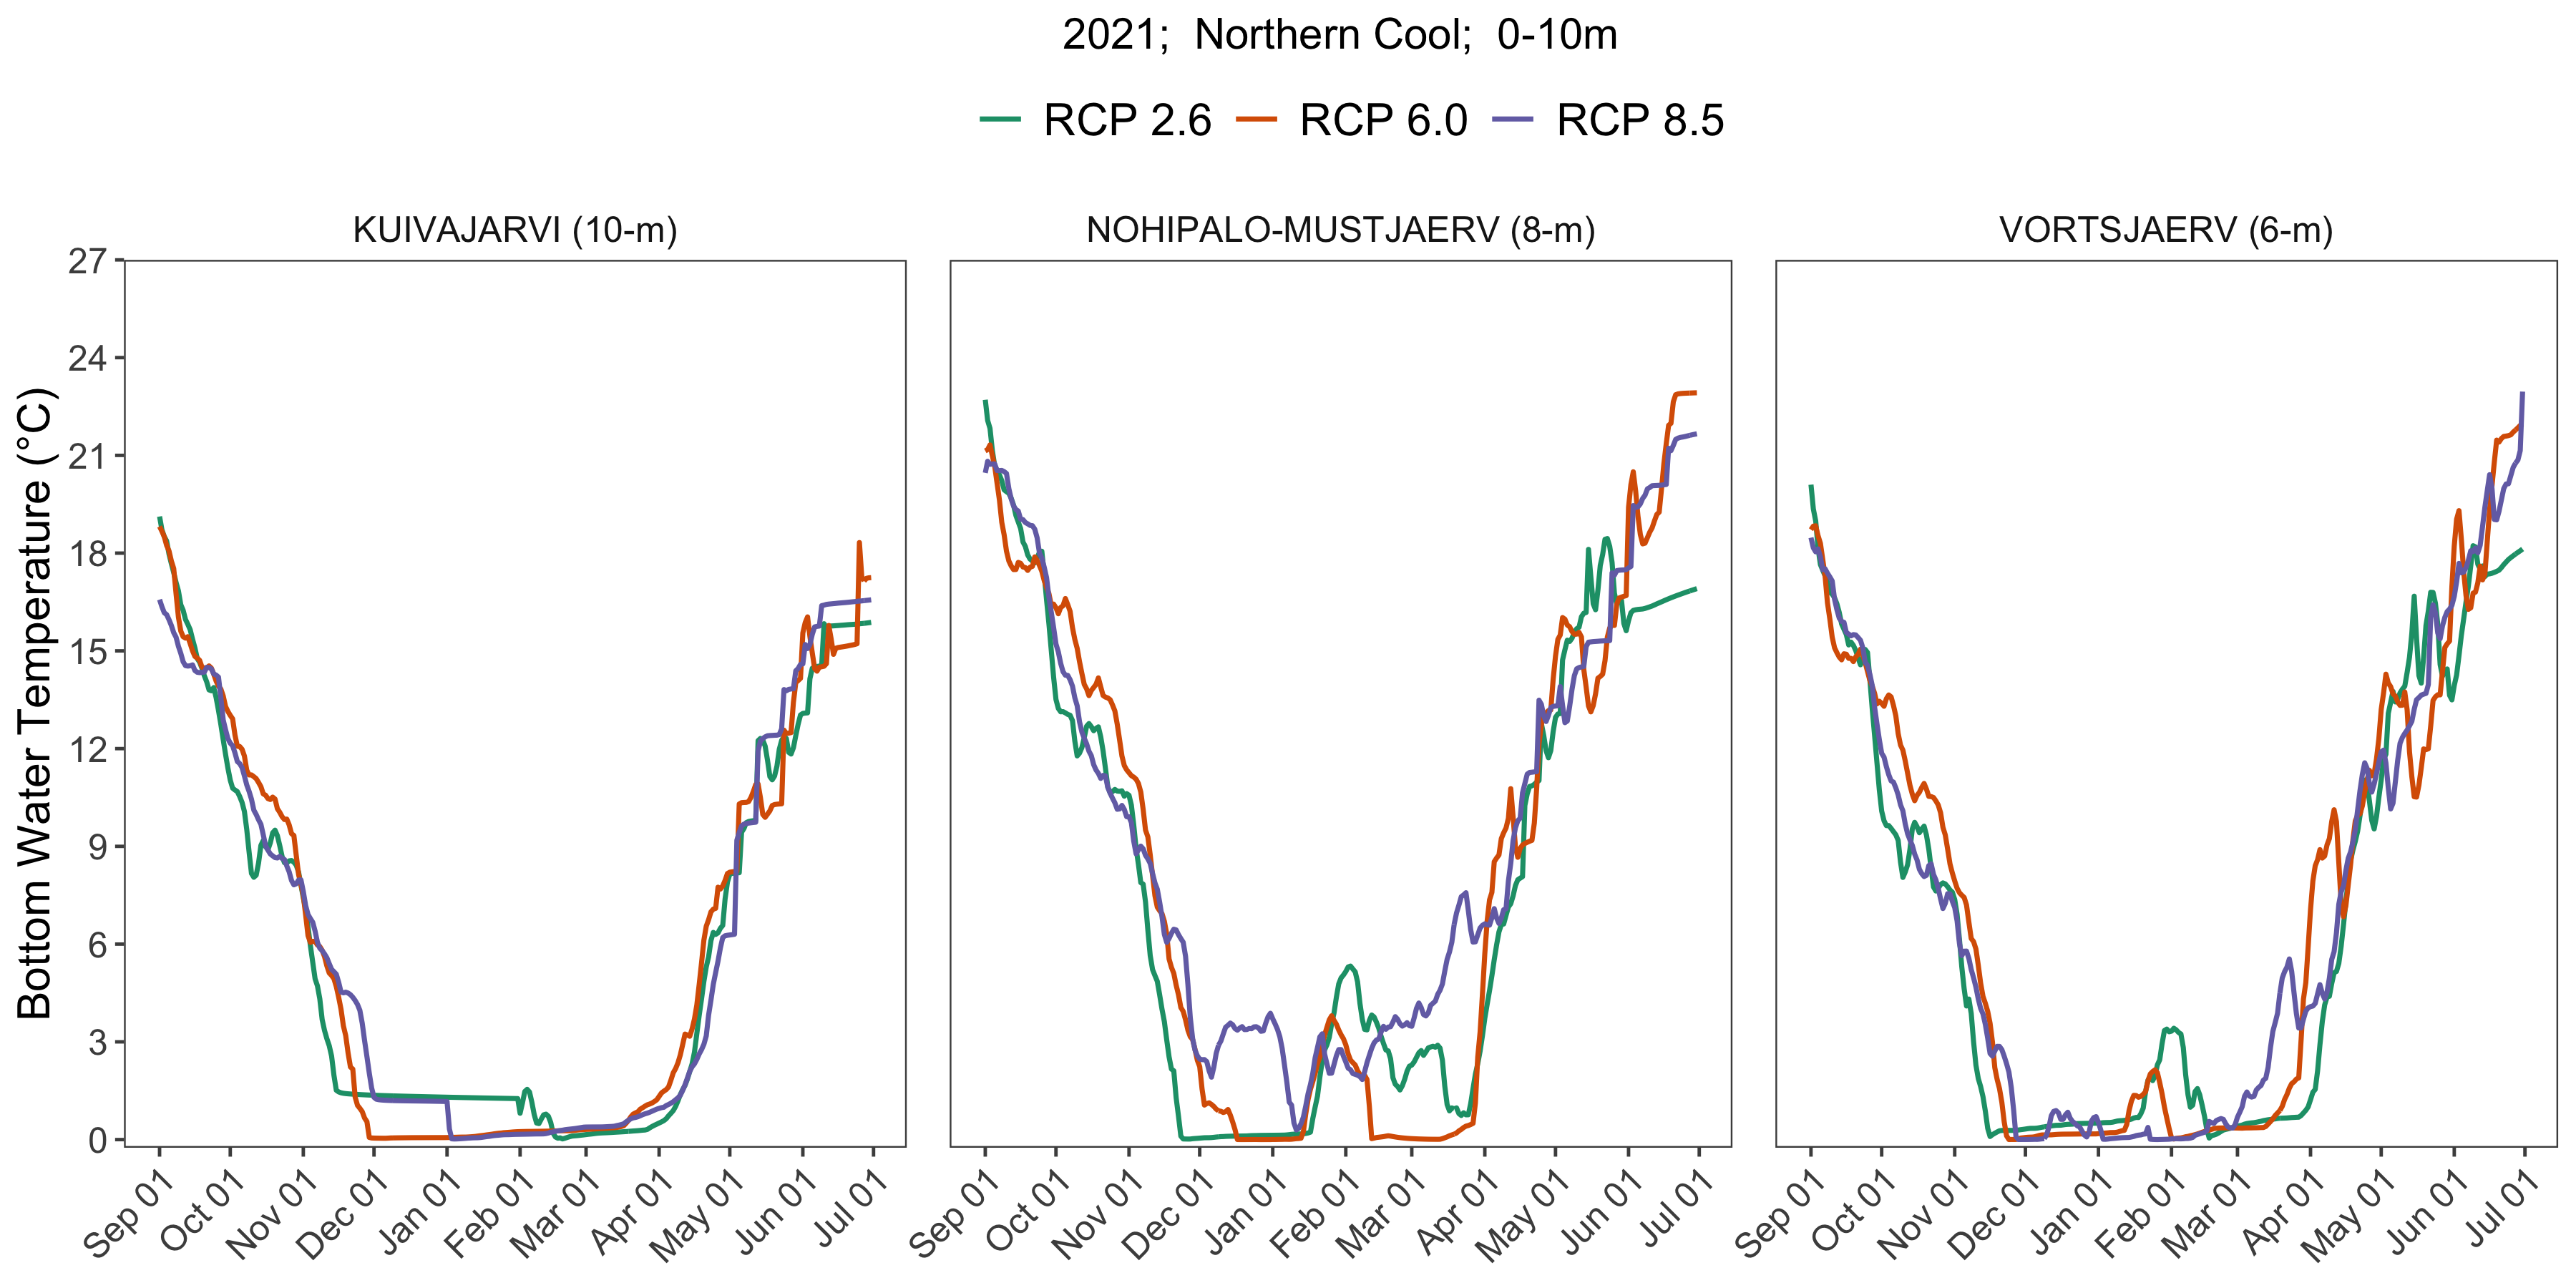 2021;  Northern Cool;  0-10m
RCP 2.6 RCP 6.0 RCP 8.5
KUIVAJARVI (10-m) NOHIPALO-MUSTJAERV (8-m) VORTSJAERV (6-m)
Bottom Water Temperature (°C)
27
24
21
18
15
12
9
6
3
0
Sep 01 Oct 01 Nov 01 Dec 01 Jan 01 Feb 01 Mar 01 Apr 01 May 01 Jun 01 Jul 01
Sep 01 Oct 01 Nov 01 Dec 01 Jan 01 Feb 01 Mar 01 Apr 01 May 01 Jun 01 Jul 01
Sep 01 Oct 01 Nov 01 Dec 01 Jan 01 Feb 01 Mar 01 Apr 01 May 01 Jun 01 Jul 01